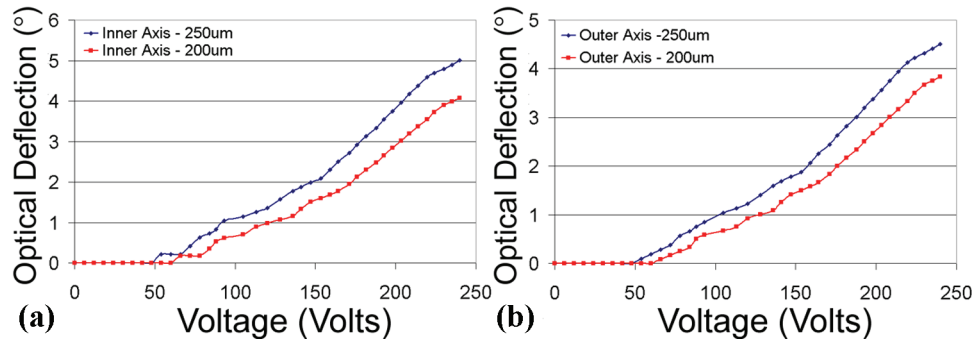 Optical Deflection (°)
6
5
4
3
2
1
0
Inner Axis - 250um
Inner Axis - 200um
0 50 100 150 200 250
(a) Voltage (Volts)
Optical Deflection (°)
5
4
3
2
1
0
Outer Axis -250um
Outer Axis - 200um
0 50 100 150 200 250
(b) Voltage (Volts)